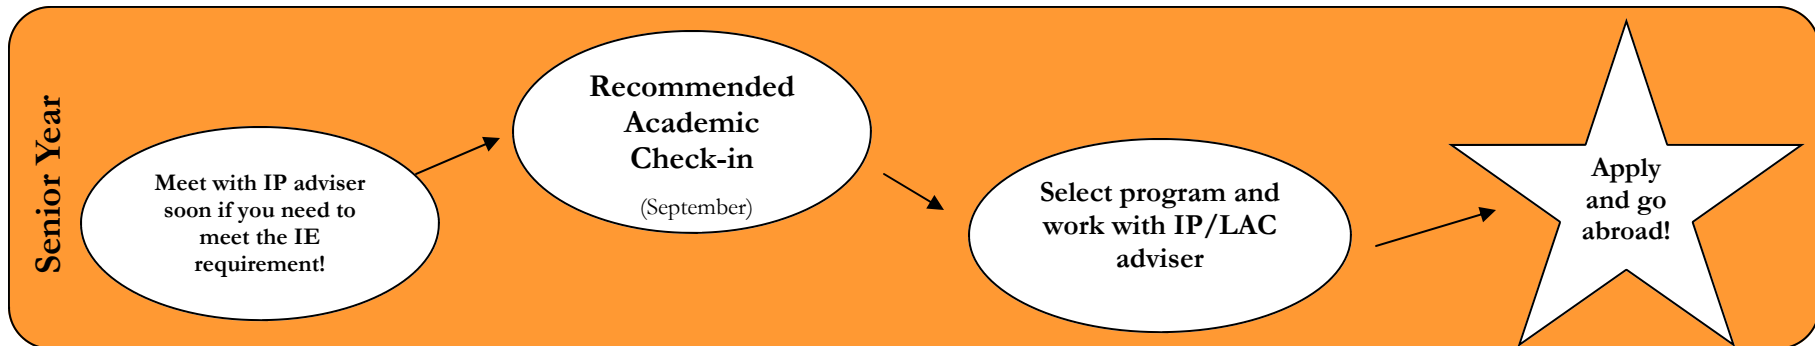 Senior Year
Meet with IP adviser
soon if you need to
meet the IE
requirement!
Recommended
Academic
Check-in
(September)
Select program and
work with IP/LAC
adviser
Apply
and go
abroad!